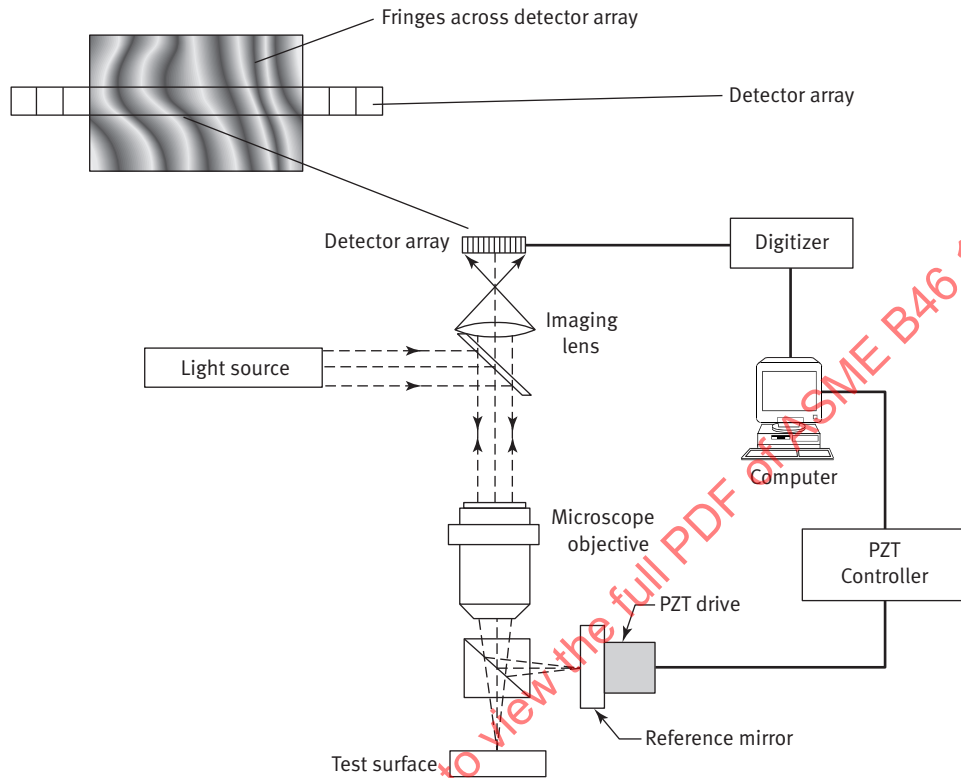 Fringes across detector array
Detector array
Detector array
Digitizer
Imaging
lens
Light source
Computer
Microscope
objective
PZT
Controller
PZT drive
Reference mirror
Test surface
to view the full PDF of ASME B46